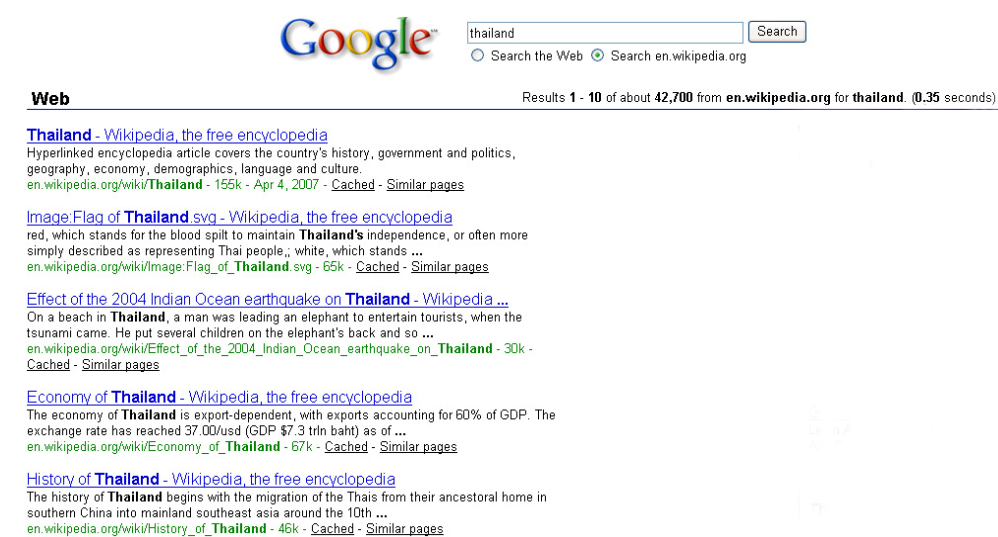 Google
thailand
Search
Search the Web
Search en.wikipedia.org
Web
Results 1 - 10 of about 42,700 from en.wikipedia.org for thailand. (0.35 seconds)
Thailand - Wikipedia, the free encyclopedia
Hyperlinked encyclopedia article covers the country's history, government and politics,
geography, economy, demographics, language and culture.
en.wikipedia.org/wiki/Thailand - 155k - Apr 4, 2007 - Cached - Similar pages
Image:Flag of Thailand.svg - Wikipedia, the free encyclopedia
red, which stands for the blood spilt to maintain Thailand's independence, or often more
simply described as representing Thai people,; white, which stands ...
en.wikipedia.org/wiki/Image:Flag_of_Thailand.svg - 65k - Cached - Similar pages
Effect of the 2004 Indian Ocean earthquake on Thailand - Wikipedia ...
On a beach in Thailand, a man was leading an elephant to entertain tourists, when the
tsunami came. He put several children on the elephant's back and so ...
en.wikipedia.org/wiki/Effect_of_the_2004_Indian_Ocean_earthquake_on_Thailand - 30k -
Cached - Similar pages
Economy of Thailand - Wikipedia, the free encyclopedia
The economy of Thailand is export-dependent, with exports accounting for 60% of GDP. The
exchange rate has reached 37.00/usd (GDP $7.3 trln baht) as of ...
en.wikipedia.org/wiki/Economy_of_Thailand - 67k - Cached - Similar pages
History of Thailand - Wikipedia, the free encyclopedia
The history of Thailand begins with the migration of the Thais from their ancestoral home in
southern China into mainland southeast asia around the 10th ...
en.wikipedia.org/wiki/History_of_Thailand - 46k - Cached - Similar pages